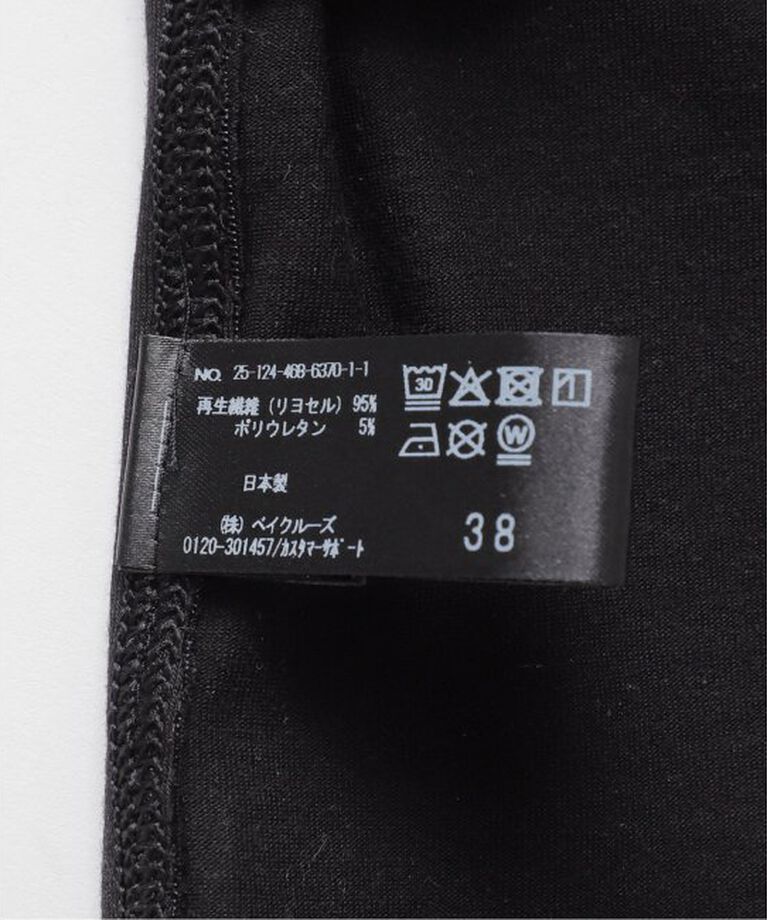 NO. 25-124-468-6370-1-1
再生繊維（リヨセル）95%
ポリウレタン 5%
日本製
㈱ベイクルーズ
0120-301457/ｶｽﾀﾏｰｻﾎﾟｰﾄ
30
W
38